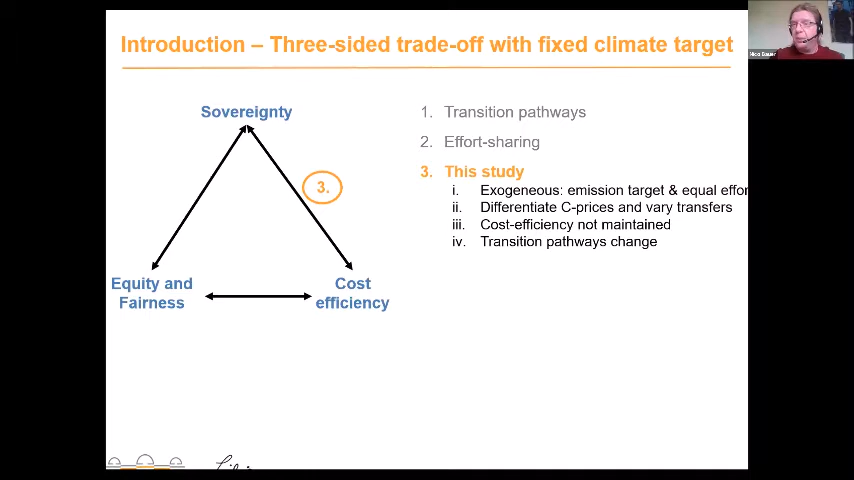 Introduction – Three-sided trade-off with fixed climate target
Sovereignty
3.
Equity and
Fairness
Cost
efficiency
1. Transition pathways
2. Effort-sharing
3. This study
i. Exogeneous: emission target & equal effor
ii. Differentiate C-prices and vary transfers
iii. Cost-efficiency not maintained
iv. Transition pathways change
Nico Bauer